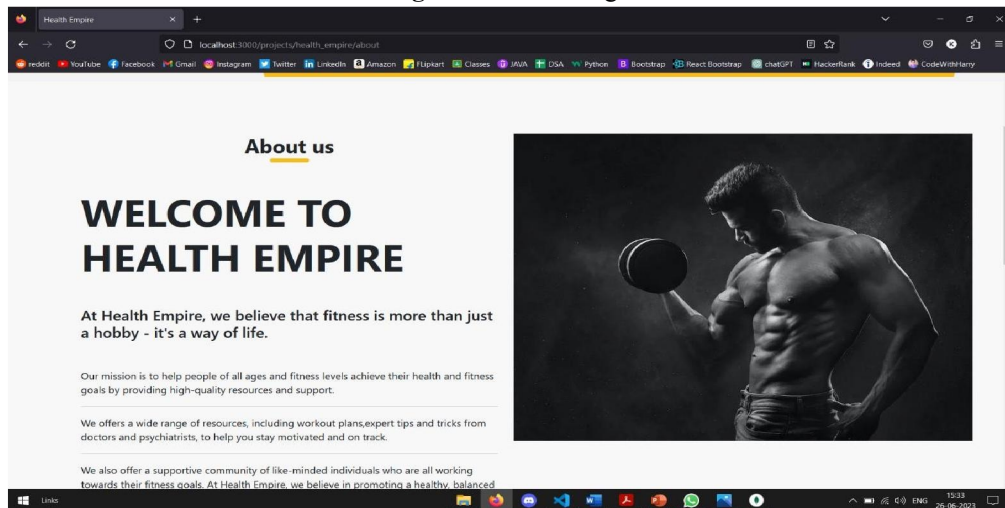 Health Empire
localhost:3000/projects/health_empire/about
reddit YouTube Facebook Gmail Instagram Twitter LinkedIn Amazon FLipkart Classes JAVA DSA Python Bootstrap React Bootstrap chatGPT HackerRank Indeed CodeWithHarry
About us
WELCOME TO
HEALTH EMPIRE
At Health Empire, we believe that fitness is more than just
a hobby - it's a way of life.
Our mission is to help people of all ages and fitness levels achieve their health and fitness
goals by providing high-quality resources and support.
We offers a wide range of resources, including workout plans,expert tips and tricks from
doctors and psychiatrists, to help you stay motivated and on track.
We also offer a supportive community of like-minded individuals who are all working
towards their fitness goals. At Health Empire, we believe in promoting a healthy, balanced
Links
ENG
15:33
26-06-2023